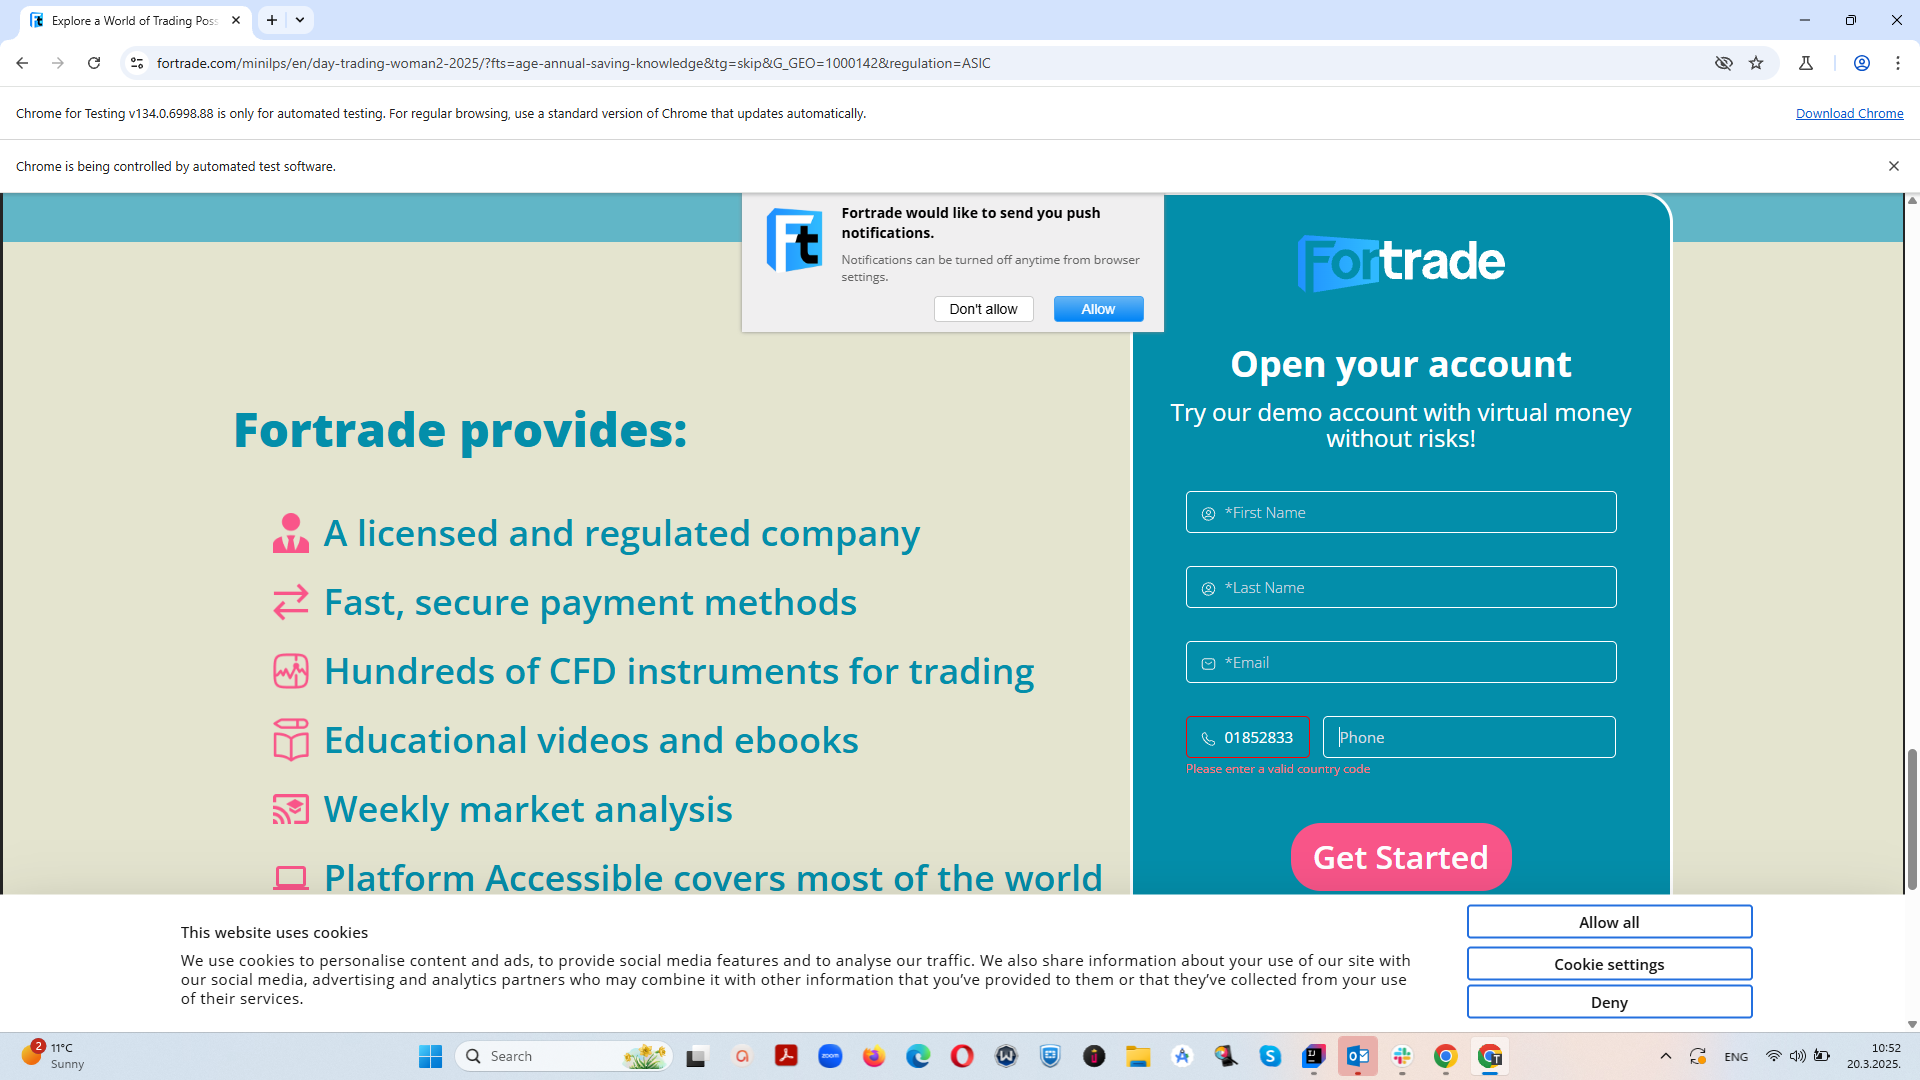 Explore a World of Trading Poss
fortrade.com/minilps/en/day-trading-woman2-2025/?fts=age-annual-saving-knowledge&tg=skip&G_GEO=1000142&regulation=ASIC
Chrome for Testing v134.0.6998.88 is only for automated testing. For regular browsing, use a standard version of Chrome that updates automatically.
Download Chrome
Chrome is being controlled by automated test software.
Ft
Fortrade would like to send you push
notifications.
Notifications can be turned off anytime from browser
settings.
Don't allow
Allow
Fortrade
Open your account
Try our demo account with virtual money
without risks!
*First Name
*Last Name
*Email
01852833
Phone
Please enter a valid country code
Get Started
Fortrade provides:
A licensed and regulated company
Fast, secure payment methods
Hundreds of CFD instruments for trading
Educational videos and ebooks
Weekly market analysis
Platform Accessible covers most of the world
This website uses cookies
We use cookies to personalise content and ads, to provide social media features and to analyse our traffic. We also share information about your use of our site with
our social media, advertising and analytics partners who may combine it with other information that you've provided to them or that they've collected from your use
of their services.
Allow all
Cookie settings
Deny
2
11°C
Sunny
Search
zoom
ENG
10:52
20.3.2025.